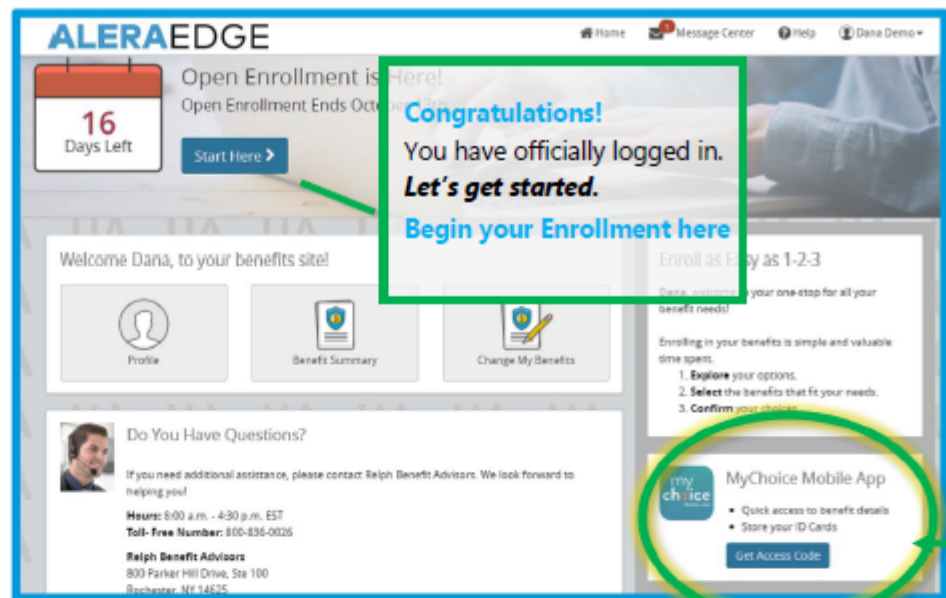 ALERAEDGE
Home
1
Message Center
Help
Dana Demo
16
Days Left
Open Enrollment is Here!
Open Enrollment Ends October 13th
Start Here
Congratulations!
You have officially logged in.
Let's get started.
Begin your Enrollment here
Welcome Dana, to your benefits site!
Profile
Benefit Summary
Change My Benefits
Do You Have Questions?
If you need additional assistance, please contact Relph Benefit Advisors. We look forward to
helping you!
Hours: 8:00 a.m. - 4:30 p.m. EST
Toll- Free Number: 800-836-0026
Relph Benefit Advisors
800 Parker Hill Drive, Ste 100
Rochester, NY 14625
Enroll as Easy as 1-2-3
Dana, welcome to your one-stop for all your
benefit needs!
Enrolling in your benefits is simple and valuable
time spent.
1. Explore your options.
2. Select the benefits that fit your needs.
3. Confirm your choices.
my
choice
Mobile App
MyChoice Mobile App
Quick access to benefit details
Store your ID Cards
Get Access Code